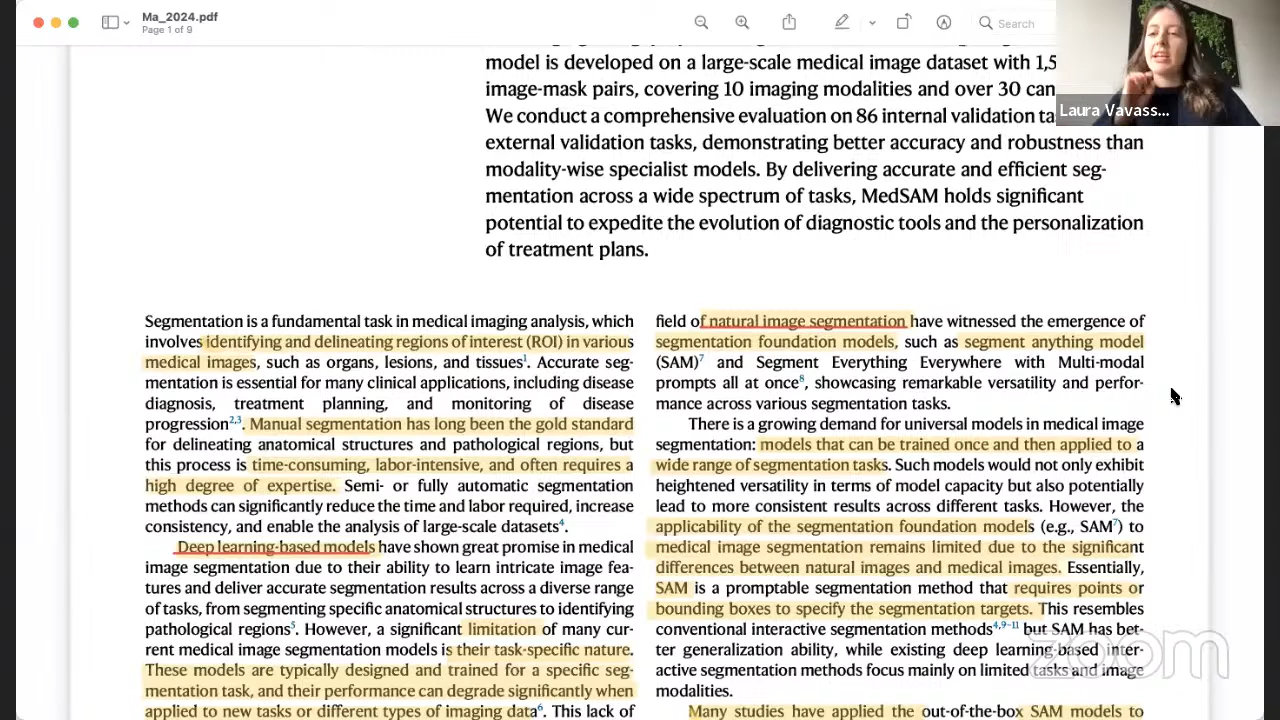 Ma_2024.pdf
Page 1 of 9
Search
Laura Vavass...
model is developed on a large-scale medical image dataset with 1,5
image-mask pairs, covering 10 imaging modalities and over 30 can
We conduct a comprehensive evaluation on 86 internal validation ta
external validation tasks, demonstrating better accuracy and robustness than
modality-wise specialist models. By delivering accurate and efficient seg-
mentation across a wide spectrum of tasks, MedSAM holds significant
potential to expedite the evolution of diagnostic tools and the personalization
of treatment plans.
Segmentation is a fundamental task in medical imaging analysis, which
involves identifying and delineating regions of interest (ROI) in various
medical images, such as organs, lesions, and tissues1. Accurate seg-
mentation is essential for many clinical applications, including disease
diagnosis, treatment planning, and monitoring of disease
progression2,3. Manual segmentation has long been the gold standard
for delineating anatomical structures and pathological regions, but
this process is time-consuming, labor-intensive, and often requires a
high degree of expertise. Semi- or fully automatic segmentation
methods can significantly reduce the time and labor required, increase
consistency, and enable the analysis of large-scale datasets4.
Deep learning-based models have shown great promise in medical
image segmentation due to their ability to learn intricate image fea-
tures and deliver accurate segmentation results across a diverse range
of tasks, from segmenting specific anatomical structures to identifying
pathological regions5. However, a significant limitation of many cur-
rent medical image segmentation models is their task-specific nature.
These models are typically designed and trained for a specific seg-
mentation task, and their performance can degrade significantly when
applied to new tasks or different types of imaging data6. This lack of
field of natural image segmentation have witnessed the emergence of
segmentation foundation models, such as segment anything model
(SAM)7 and Segment Everything Everywhere with Multi-modal
prompts all at once8, showcasing remarkable versatility and perfor-
mance across various segmentation tasks.
There is a growing demand for universal models in medical image
segmentation: models that can be trained once and then applied to a
wide range of segmentation tasks. Such models would not only exhibit
heightened versatility in terms of model capacity but also potentially
lead to more consistent results across different tasks. However, the
applicability of the segmentation foundation models (e.g., SAM7) to
medical image segmentation remains limited due to the significant
differences between natural images and medical images. Essentially,
SAM is a promptable segmentation method that requires points or
bounding boxes to specify the segmentation targets. This resembles
conventional interactive segmentation methods4,9–11 but SAM has bet-
ter generalization ability, while existing deep learning-based inter-
active segmentation methods focus mainly on limited tasks and image
modalities.
Many studies have applied the out-of-the-box SAM models to
zoom